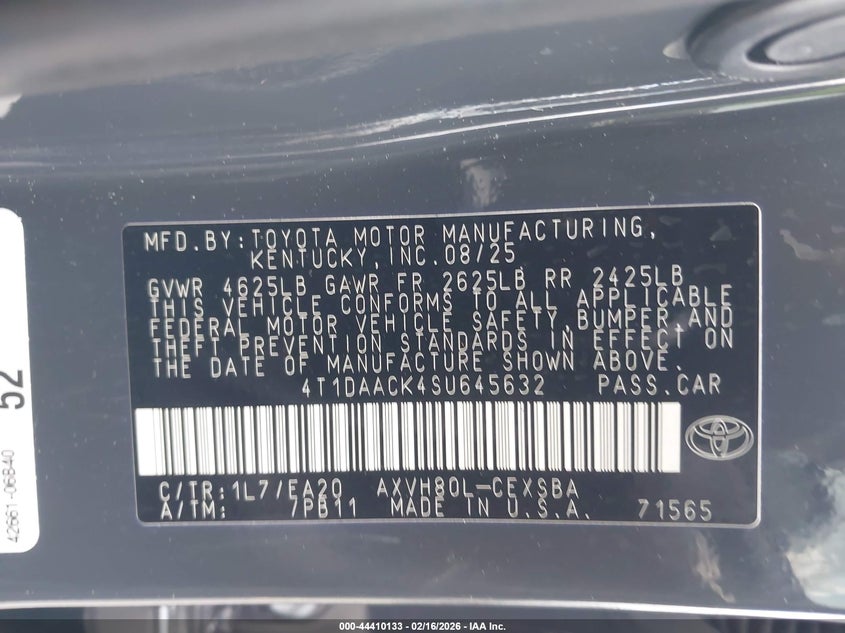 MFD.BY:TOYOTA MOTOR MANUFACTURING,
KENTUCKY,INC.08/25
GVWR 4625LB GAWR FR 2625LB RR 2425LB
THIS VEHICLE CONFORMS TO ALL APPLICABLE
FEDERAL MOTOR VEHICLE SAFETY,BUMPER,AND
THEFT PREVENTION STANDARDS IN EFFECT ON
THE DATE OF MANUFACTURE SHOWN ABOVE.
4T1DAACK4SU645632 PASS.CAR
C/TR:1L7/EA20 AXVH80L-CEXSBA
A/TM: 7PB11 MADE IN U.S.A. 71565
52
42661-06B40
000-44410133 - 02/16/2026 - IAA Inc.